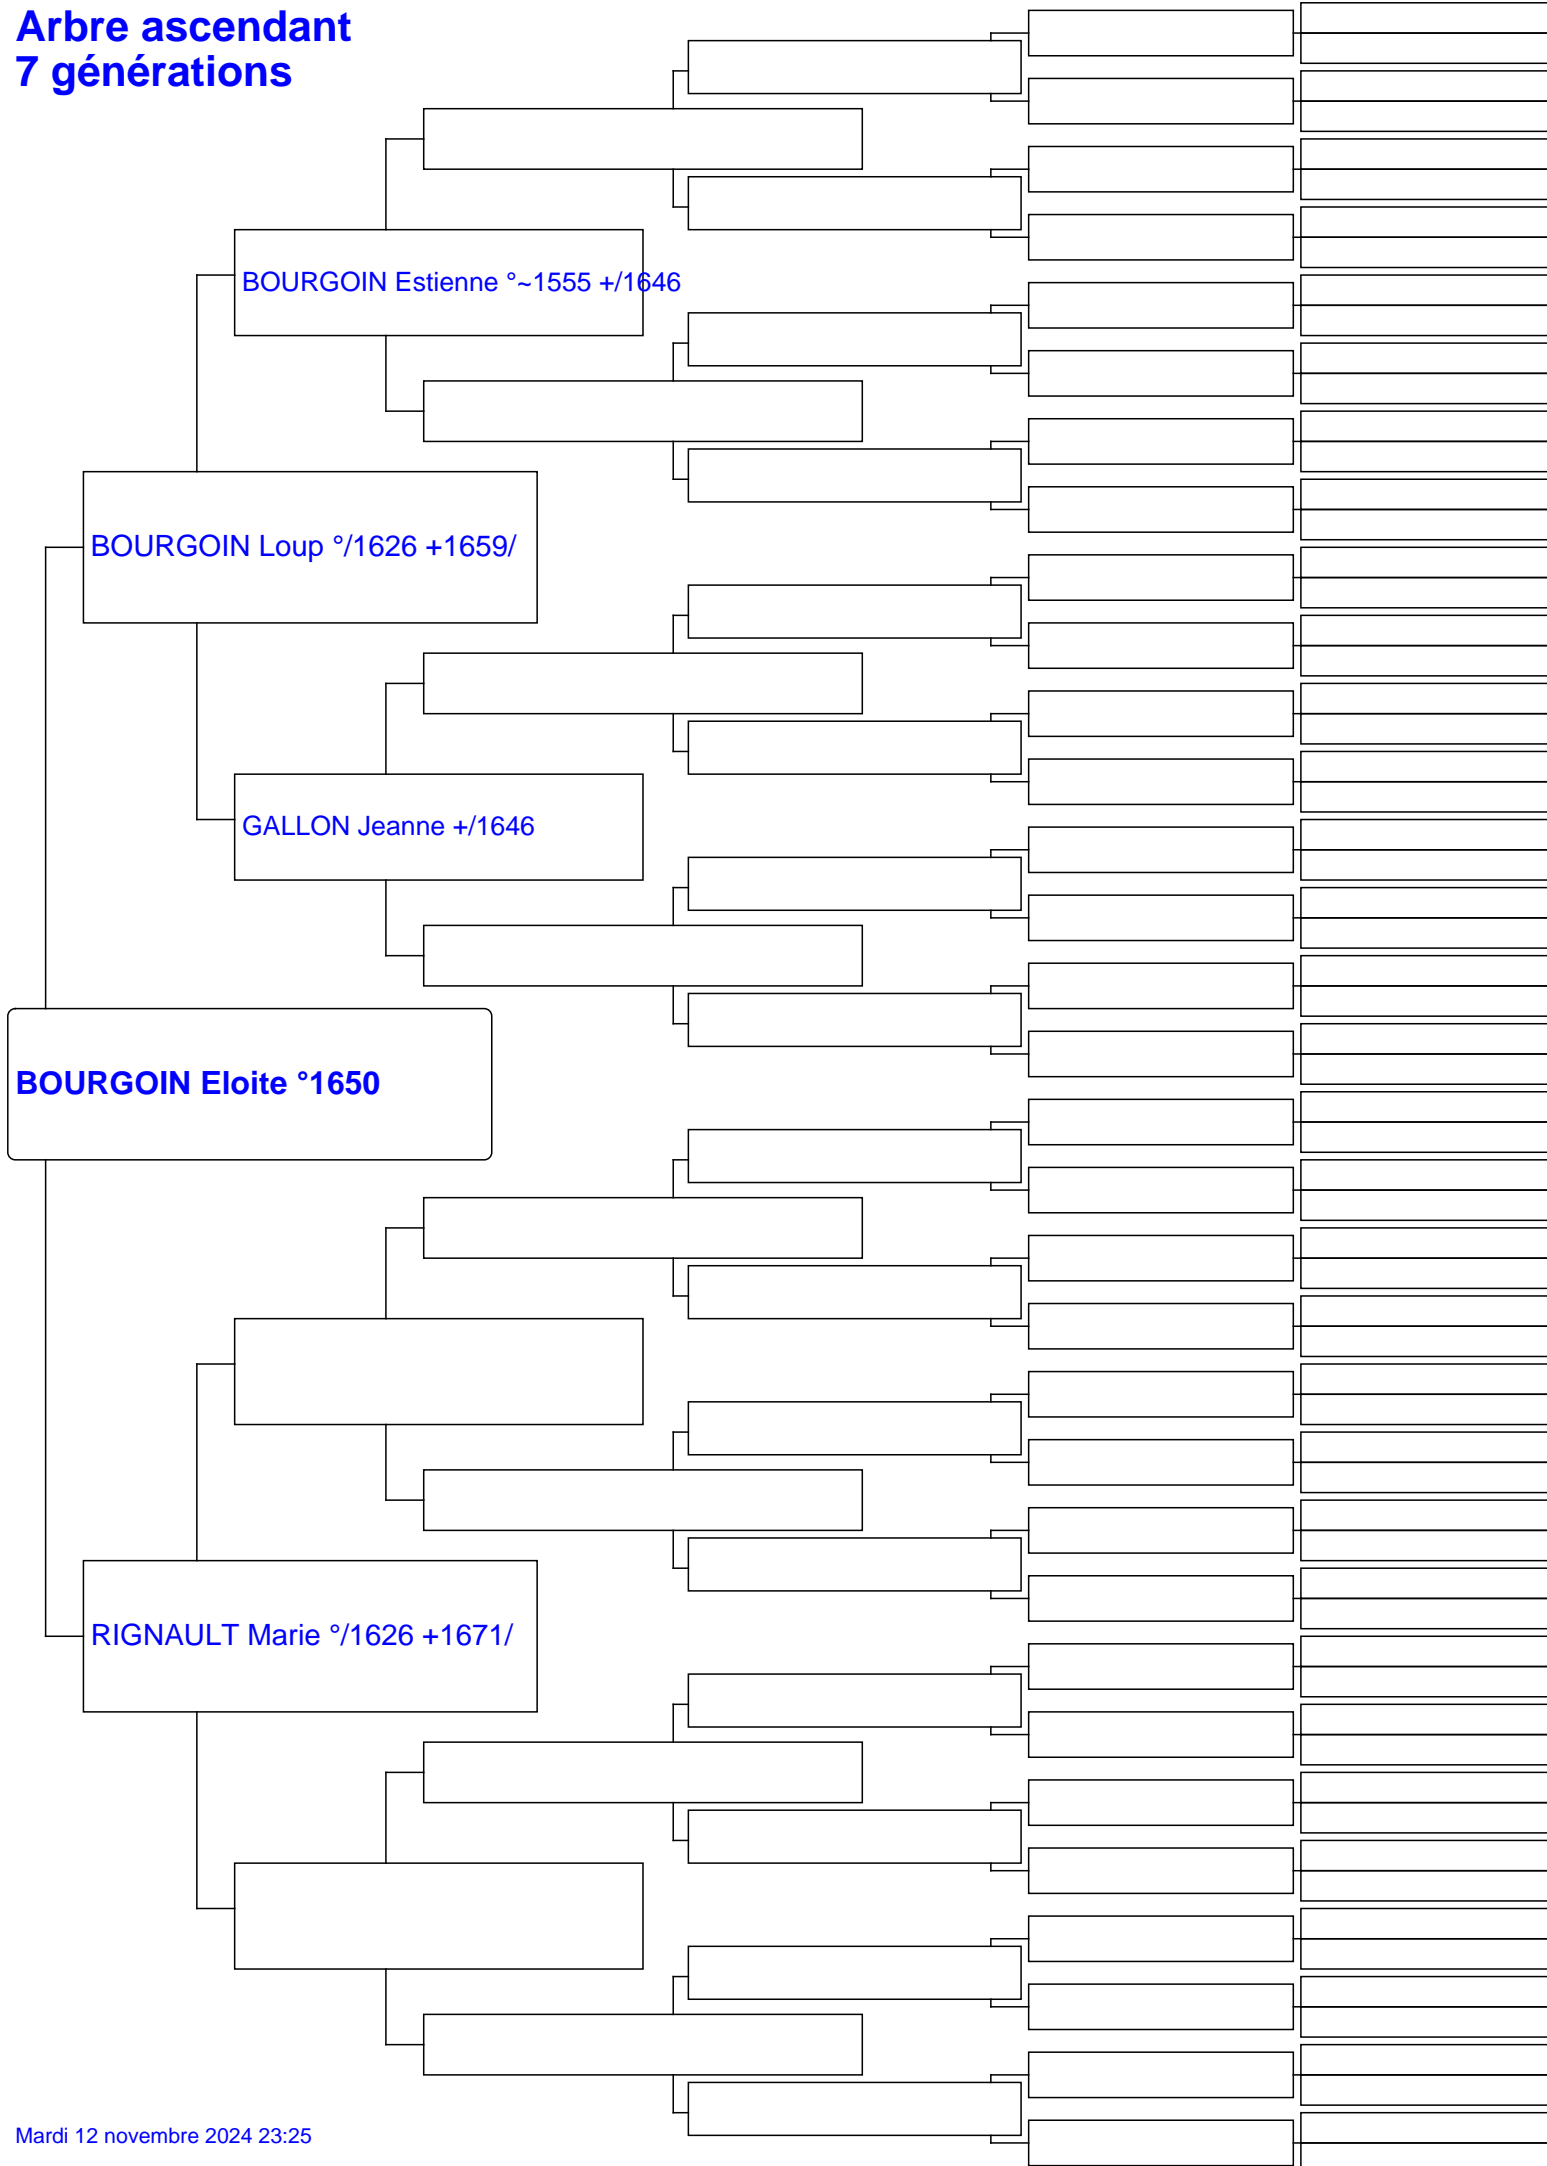 Arbre ascendant
7 générations
BOURGOIN Estienne °~1555 +/1646
BOURGOIN Loup °/1626 +1659/
GALLON Jeanne +/1646
BOURGOIN Eloite °1650
RIGNAULT Marie °/1626 +1671/
Mardi 12 novembre 2024 23:25